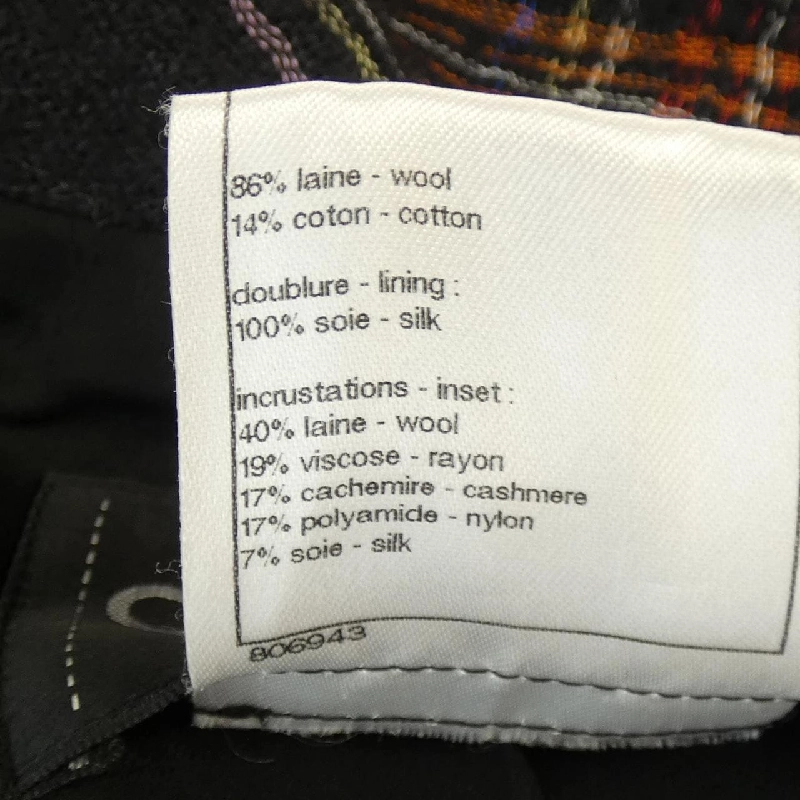 86% laine - wool
14% coton - cotton
doublure - lining :
100% soie - silk
incrustations - inset :
40% laine - wool
19% viscose - rayon
17% cachemire - cashmere
17% polyamide - nylon
7% soie - silk
806943